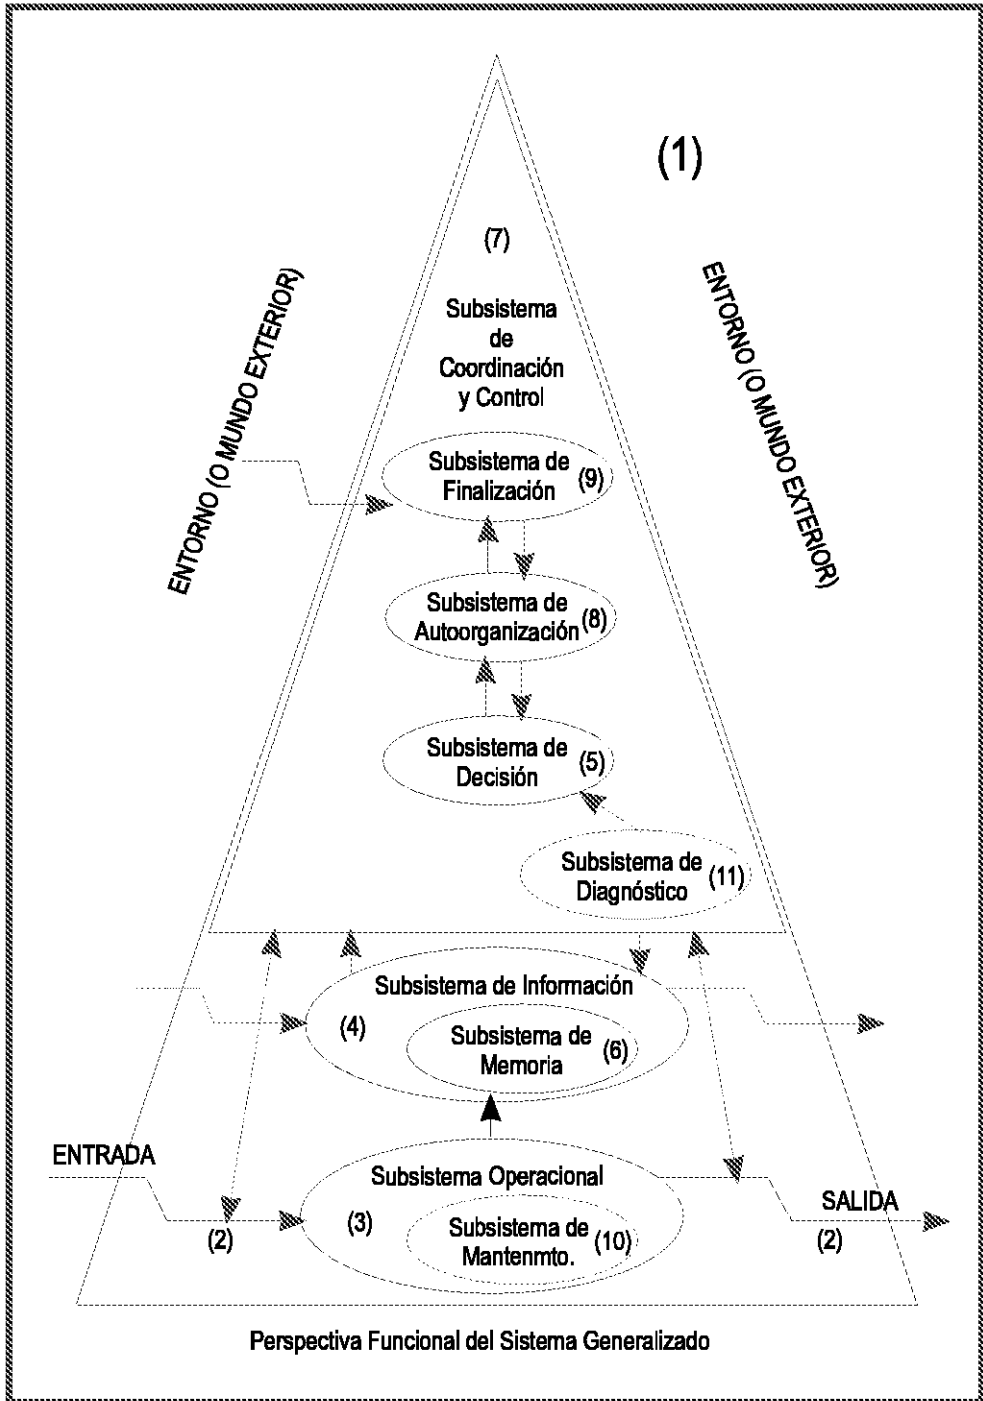 (1)
(7)
Subsistema
de
Coordinación
y Control
ENTORNO (O MUNDO EXTERIOR)
ENTORNO (O MUNDO EXTERIOR)
Subsistema de
Finalización (9)
Subsistema de
Autoorganización (8)
Subsistema de
Decisión (5)
Subsistema de
Diagnóstico (11)
Subsistema de Información
(4)
Subsistema de
Memoria (6)
ENTRADA
(2)
Subsistema Operacional
(3)
Subsistema de
Mantenmto. (10)
SALIDA
(2)
Perspectiva Funcional del Sistema Generalizado